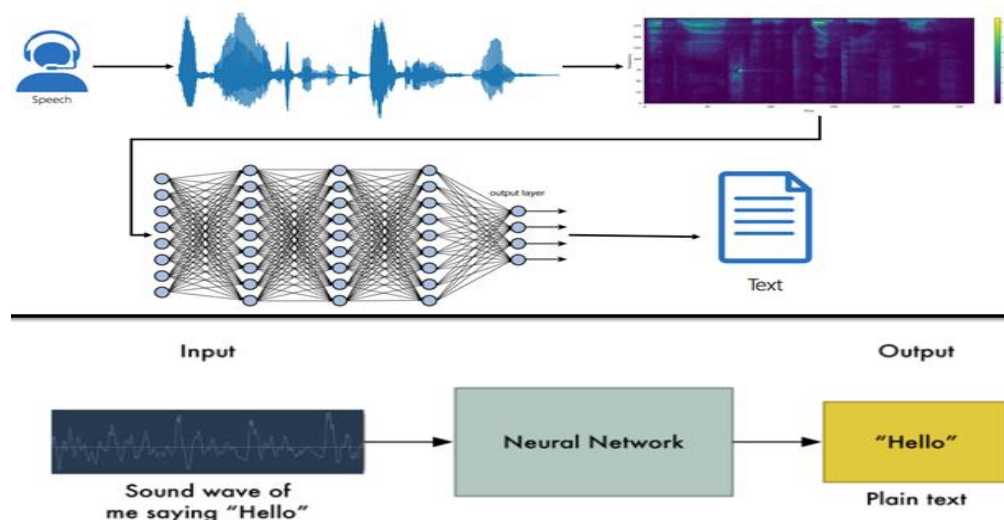 Speech
output layer
Text
Input
Output
Neural Network
“Hello”
Sound wave of
me saying “Hello”
Plain text